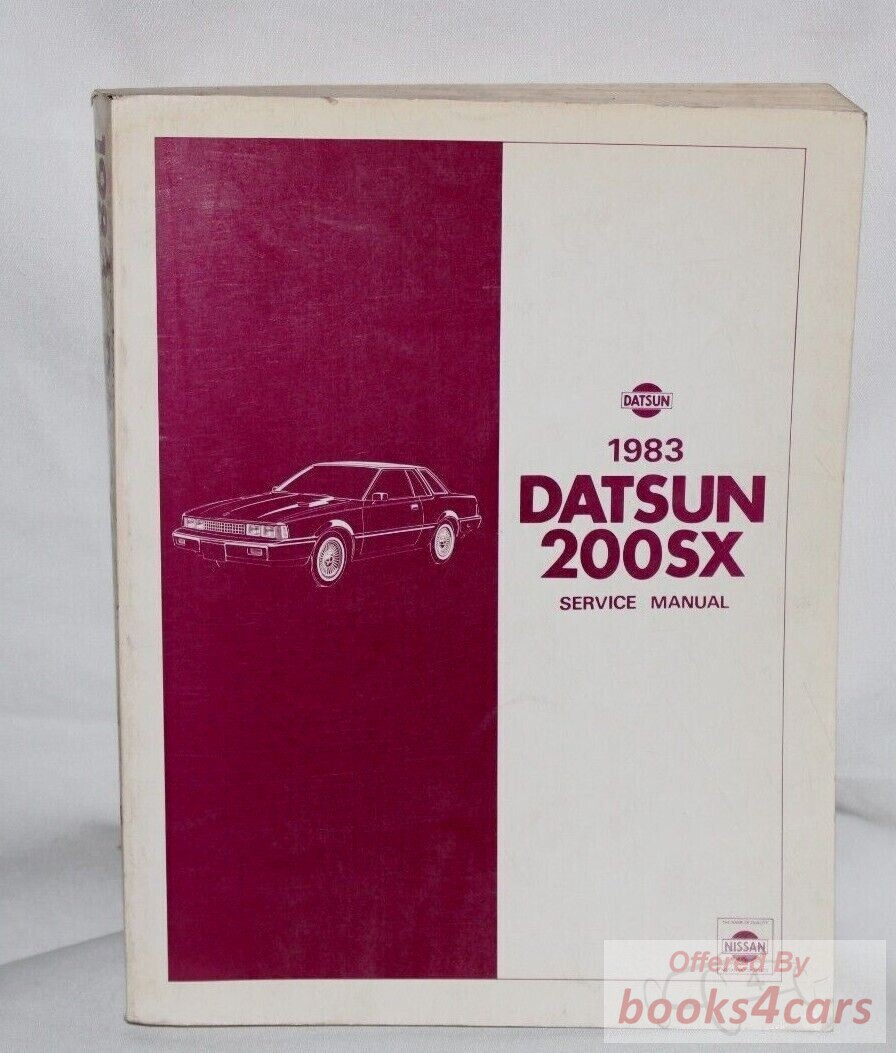 DATSUN
1983
DATSUN
200SX
SERVICE MANUAL
NISSAN
Offered By
books4cars